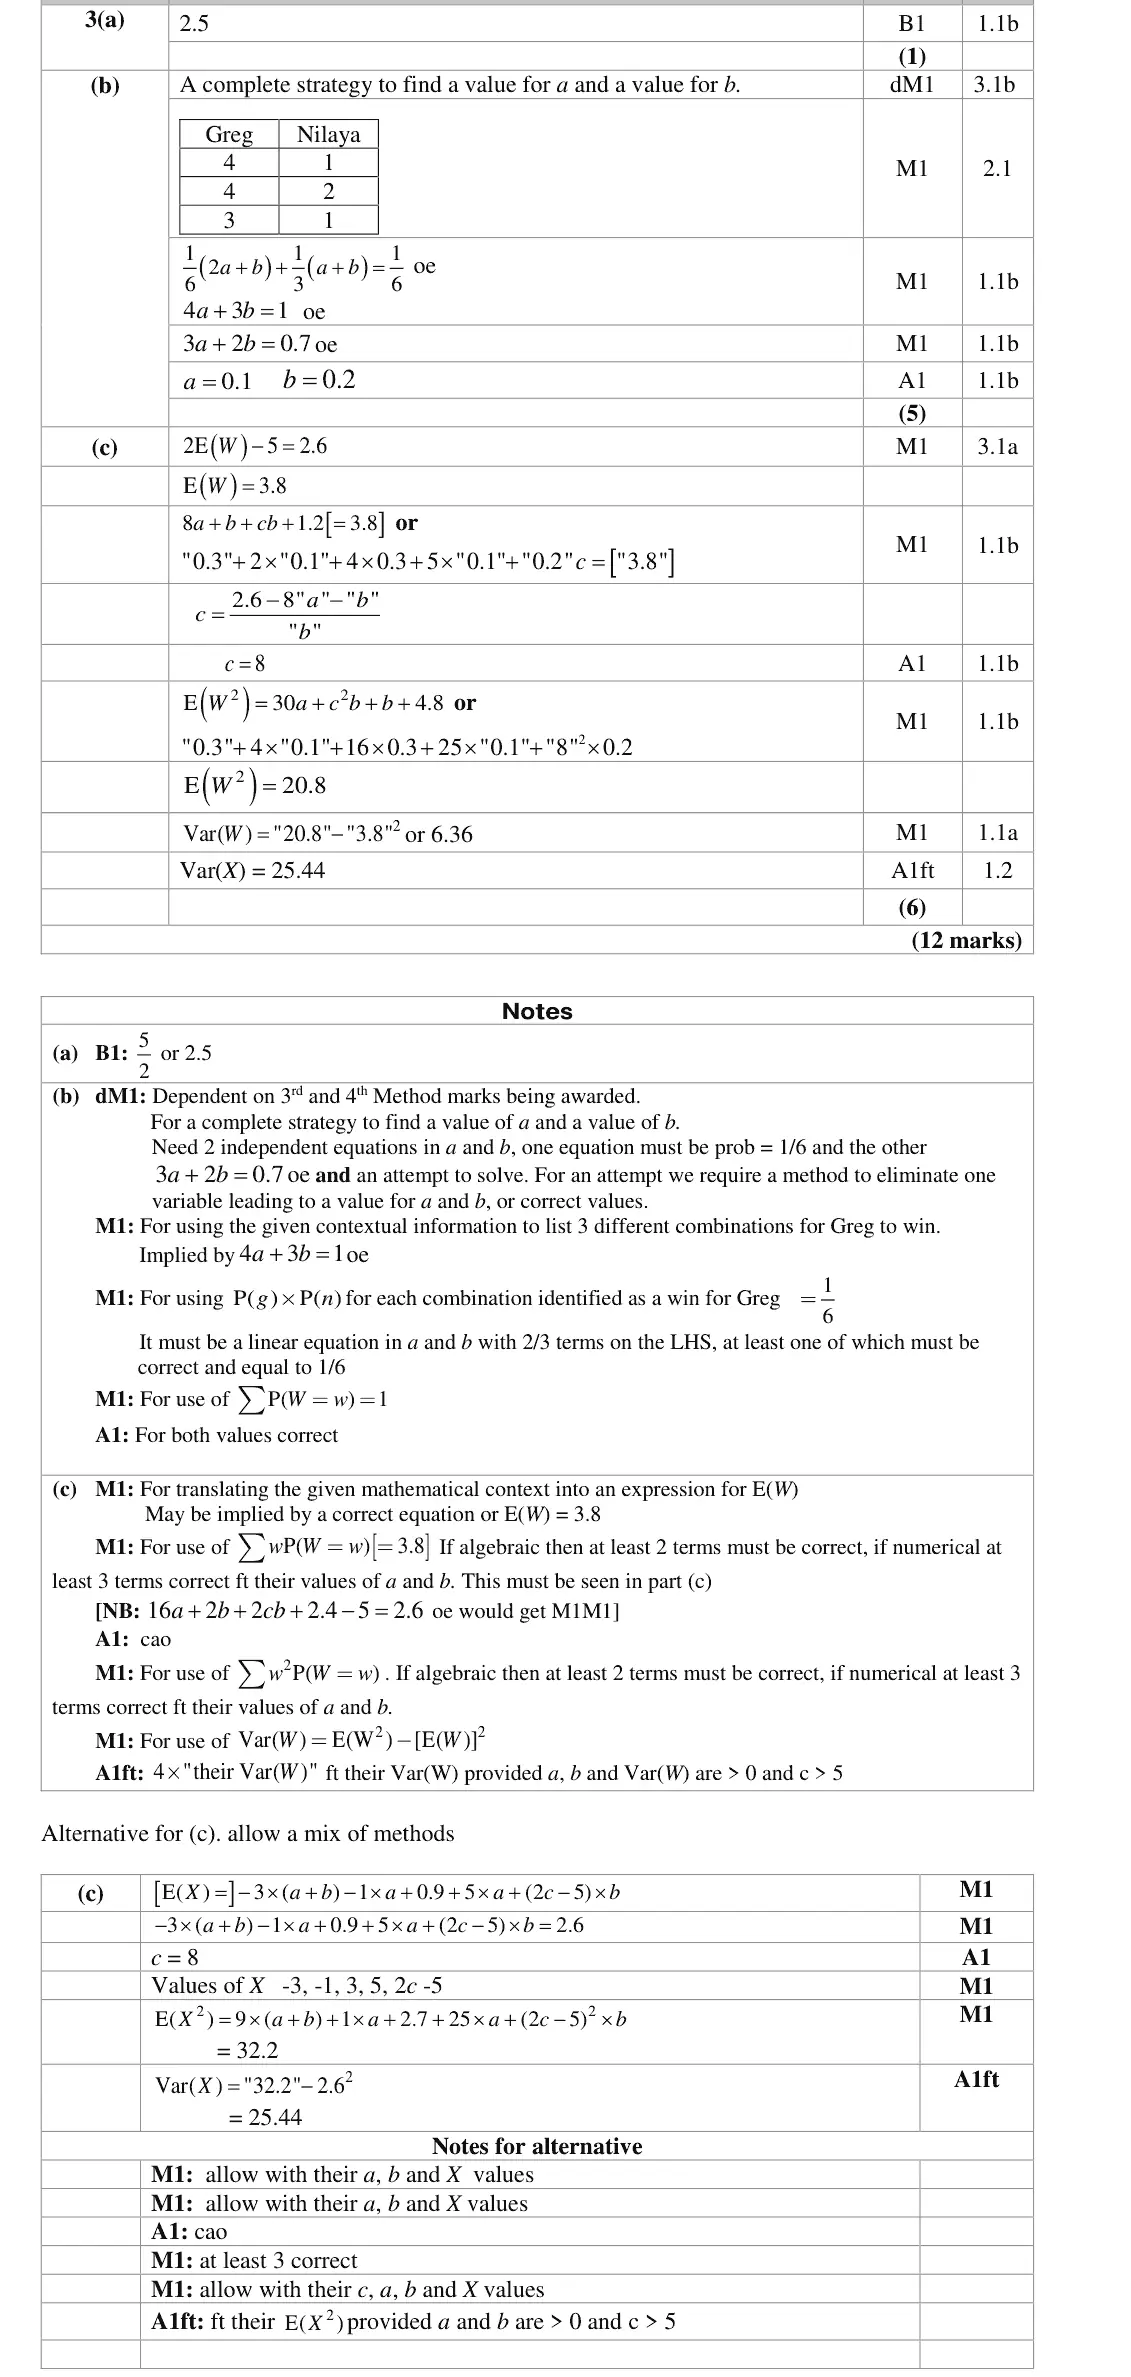 3(a) 2.5 B1 1.1b
(1)
(b) A complete strategy to find a value for a and a value for b. dM1 3.1b
Greg Nilaya
4 1
4 2
3 1
M1 2.1
1/6(2a + b) + 1/3(a + b) = 1/6 oe
4a + 3b = 1 oe
M1 1.1b
3a + 2b = 0.7 oe M1 1.1b
a = 0.1 b = 0.2 A1 1.1b
(5)
(c) 2E(W) − 5 = 2.6 M1 3.1a
E(W) = 3.8
8a + b + cb + 1.2[= 3.8] or
"0.3"+ 2×"0.1"+ 4×0.3 + 5×"0.1"+ "0.2"c = ["3.8"]
M1 1.1b
c = (2.6 − 8"a"− "b")/"b"
c = 8 A1 1.1b
E(W²) = 30a + c²b + b + 4.8 or
"0.3"+ 4×"0.1"+16×0.3 + 25×"0.1"+ "8"²×0.2
M1 1.1b
E(W²) = 20.8
Var(W) = "20.8"− "3.8"² or 6.36 M1 1.1a
Var(X) = 25.44 A1ft 1.2
(6)
(12 marks)
Notes
(a) B1: 5/2 or 2.5
(b) dM1: Dependent on 3rd and 4th Method marks being awarded.
For a complete strategy to find a value of a and a value of b.
Need 2 independent equations in a and b, one equation must be prob = 1/6 and the other
3a + 2b = 0.7 oe and an attempt to solve. For an attempt we require a method to eliminate one
variable leading to a value for a and b, or correct values.
M1: For using the given contextual information to list 3 different combinations for Greg to win.
Implied by 4a + 3b = 1 oe
M1: For using P(g)×P(n) for each combination identified as a win for Greg = 1/6
It must be a linear equation in a and b with 2/3 terms on the LHS, at least one of which must be
correct and equal to 1/6
M1: For use of ∑P(W = w) = 1
A1: For both values correct
(c) M1: For translating the given mathematical context into an expression for E(W)
May be implied by a correct equation or E(W) = 3.8
M1: For use of ∑wP(W = w)[= 3.8] If algebraic then at least 2 terms must be correct, if numerical at
least 3 terms correct ft their values of a and b. This must be seen in part (c)
[NB: 16a + 2b + 2cb + 2.4 − 5 = 2.6 oe would get M1M1]
A1: cao
M1: For use of ∑w²P(W = w) . If algebraic then at least 2 terms must be correct, if numerical at least 3
terms correct ft their values of a and b.
M1: For use of Var(W) = E(W²) − [E(W)]²
A1ft: 4×"their Var(W)" ft their Var(W) provided a, b and Var(W) are > 0 and c > 5
Alternative for (c). allow a mix of methods
(c) [E(X) =] −3×(a + b) −1×a + 0.9 + 5×a + (2c − 5)×b M1
−3×(a + b) −1×a + 0.9 + 5×a + (2c − 5)×b = 2.6 M1
c = 8 A1
Values of X -3, -1, 3, 5, 2c -5 M1
E(X²) = 9×(a + b) +1×a + 2.7 + 25×a + (2c − 5)² ×b M1
= 32.2
Var(X) = "32.2"− 2.6² A1ft
= 25.44
Notes for alternative
M1: allow with their a, b and X values
M1: allow with their a, b and X values
A1: cao
M1: at least 3 correct
M1: allow with their c, a, b and X values
A1ft: ft their E(X²) provided a and b are > 0 and c > 5